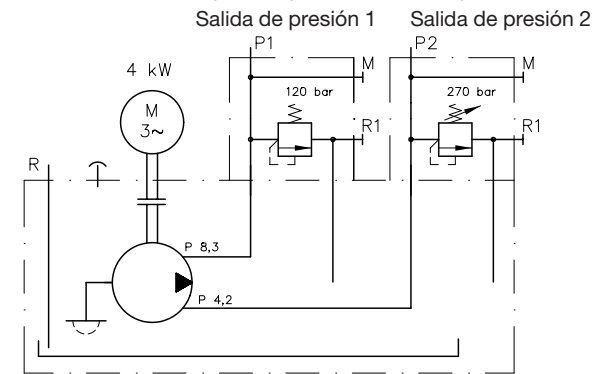 Salida de presión 1 Salida de presión 2
P1 P2
4 kW M M
120 bar 270 bar
M
3~
R1 R1
R
P 8,3
P 4,2